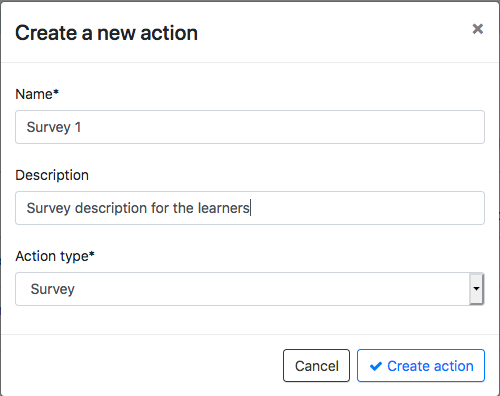 Create a new action
×
Name*
Survey 1
Description
Survey description for the learners
Action type*
Survey
Cancel
Create action